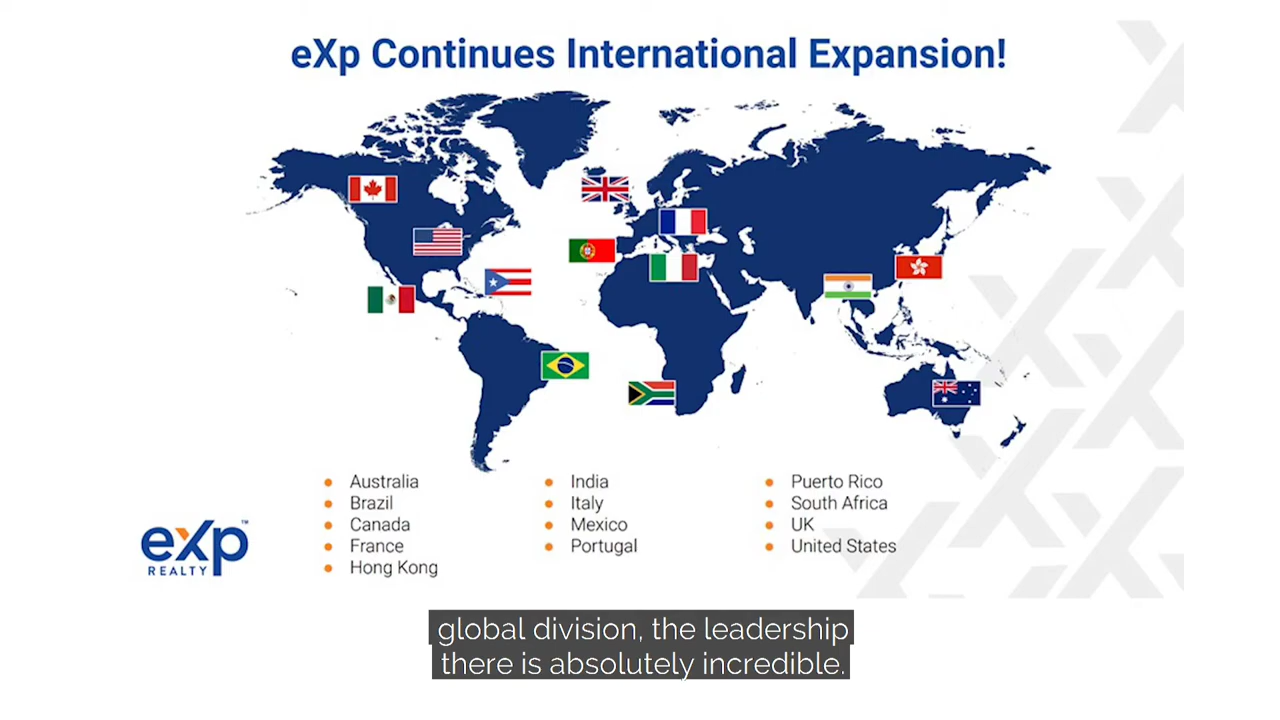 eXp Continues International Expansion!
Australia
Brazil
Canada
France
Hong Kong
India
Italy
Mexico
Portugal
Puerto Rico
South Africa
UK
United States
eXp™
REALTY
global division, the leadership
there is absolutely incredible.